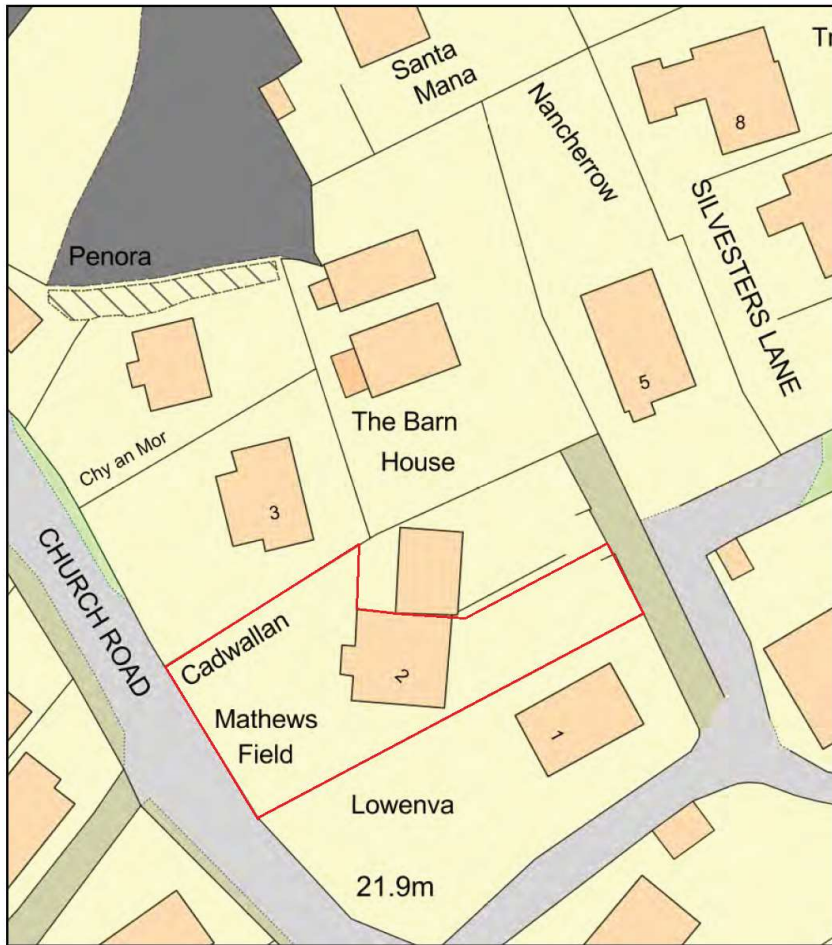 Tr
Santa
Mana
Nancherrow
8
SILVESTERS LANE
Penora
5
The Barn
House
Chy an Mor
3
CHURCH ROAD
Cadwallan
2
Mathews
Field
1
Lowenva
21.9m